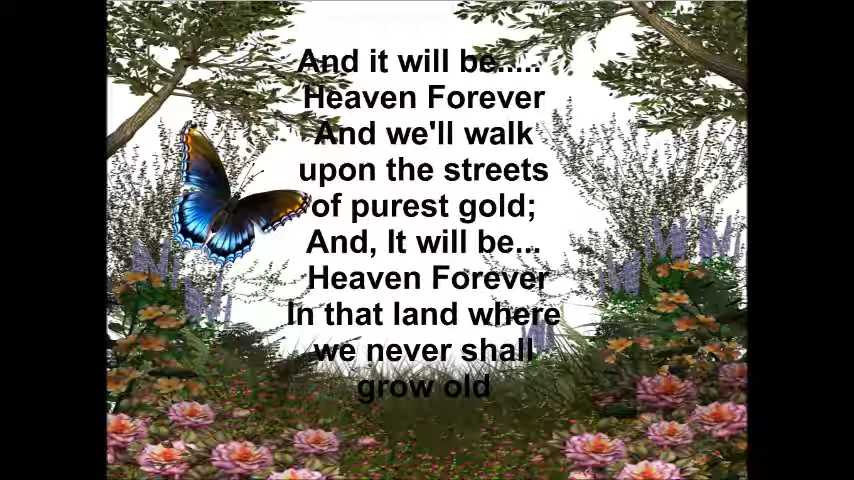 And it will be.....
Heaven Forever
And we'll walk
upon the streets
of purest gold;
And, It will be...
Heaven Forever
In that land where
we never shall
grow old